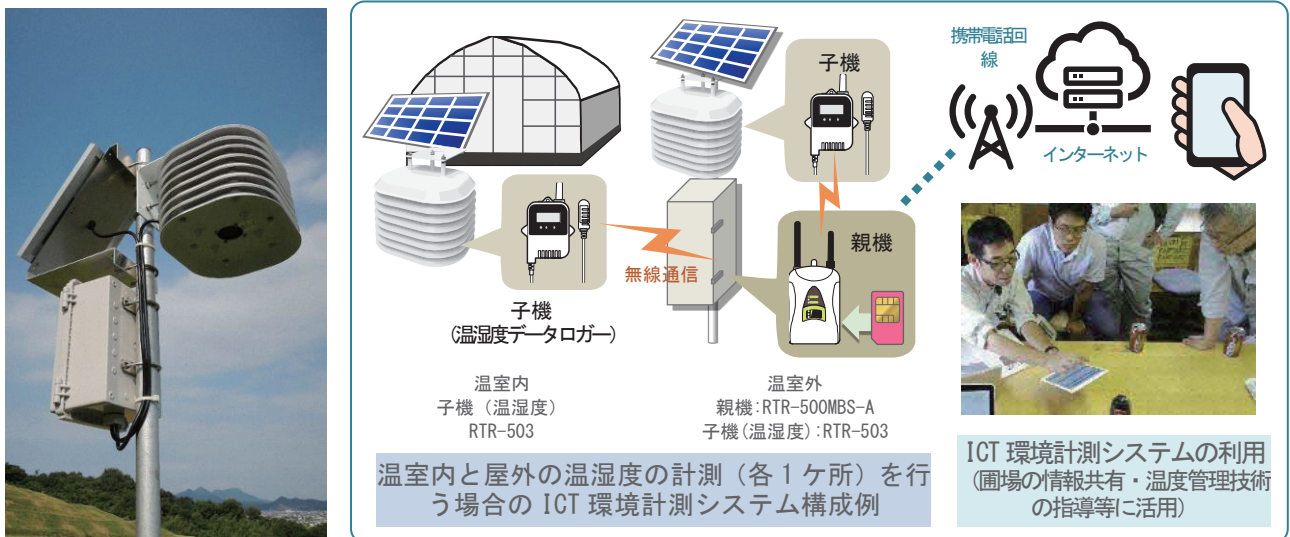 子機
(温湿度データロガー)
無線通信
子機
親機
携帯電話回
線
インターネット
温室内
子機（温湿度）
RTR-503
温室外
親機:RTR-500MBS-A
子機(温湿度):RTR-503
温室内と屋外の温湿度の計測（各１ケ所）を行
う場合の ICT 環境計測システム構成例
ICT 環境計測システムの利用
(圃場の情報共有・温度管理技術
の指導等に活用)